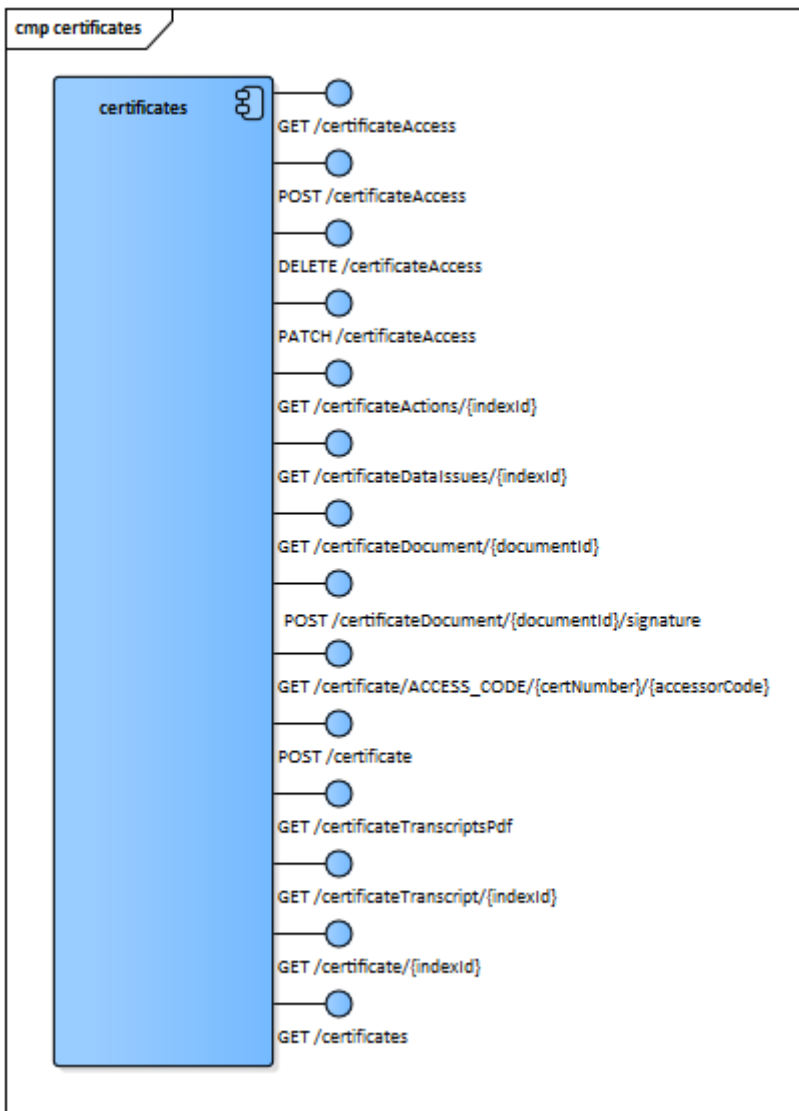 cmp certificates
certificates
GET /certificateAccess
POST /certificateAccess
DELETE /certificateAccess
PATCH /certificateAccess
GET /certificateActions/{indexId}
GET /certificateDataIssues/{indexId}
GET /certificateDocument/{documentId}
POST /certificateDocument/{documentId}/signature
GET /certificate/ACCESS_CODE/{certNumber}/{accessorCode}
POST /certificate
GET /certificateTranscriptsPdf
GET /certificateTranscript/{indexId}
GET /certificate/{indexId}
GET /certificates